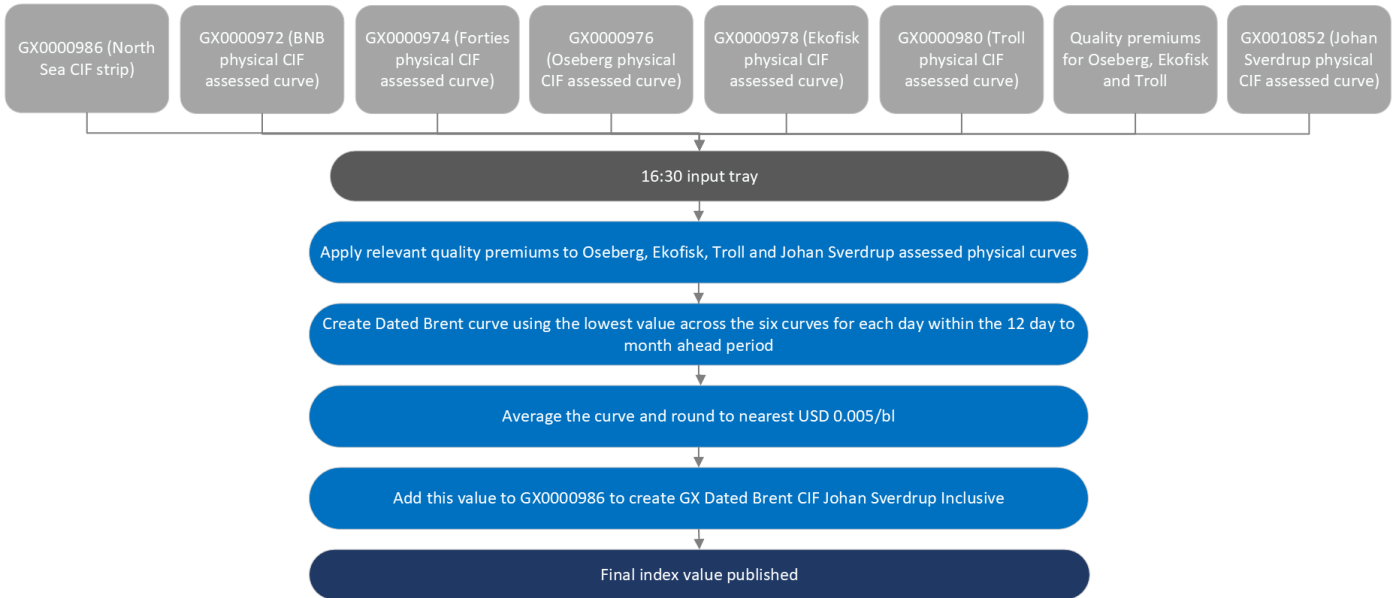 GX0000986 (North
Sea CIF strip)
GX0000972 (BNB
physical CIF
assessed curve)
GX0000974 (Forties
physical CIF
assessed curve)
GX0000976
(Oseberg physical
CIF assessed curve)
GX0000978 (Ekofisk
physical CIF
assessed curve)
GX0000980 (Troll
physical CIF
assessed curve)
Quality premiums
for Oseberg, Ekofisk
and Troll
GX0010852 (Johan
Sverdrup physical
CIF assessed curve)
16:30 input tray
Apply relevant quality premiums to Oseberg, Ekofisk, Troll and Johan Sverdrup assessed physical curves
Create Dated Brent curve using the lowest value across the six curves for each day within the 12 day to
month ahead period
Average the curve and round to nearest USD 0.005/bl
Add this value to GX0000986 to create GX Dated Brent CIF Johan Sverdrup Inclusive
Final index value published